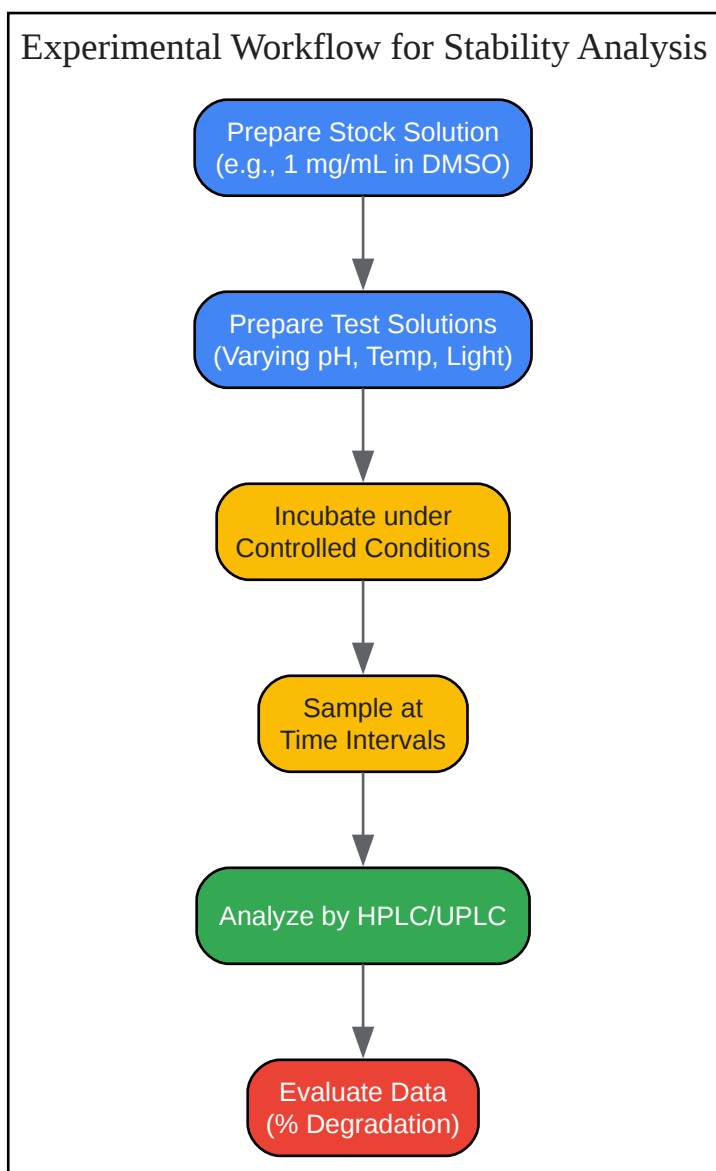 Experimental Workflow for Stability Analysis
Prepare Stock Solution
(e.g., 1 mg/mL in DMSO)
Prepare Test Solutions
(Varying pH, Temp, Light)
Incubate under
Controlled Conditions
Sample at
Time Intervals
Analyze by HPLC/UPLC
Evaluate Data
(% Degradation)